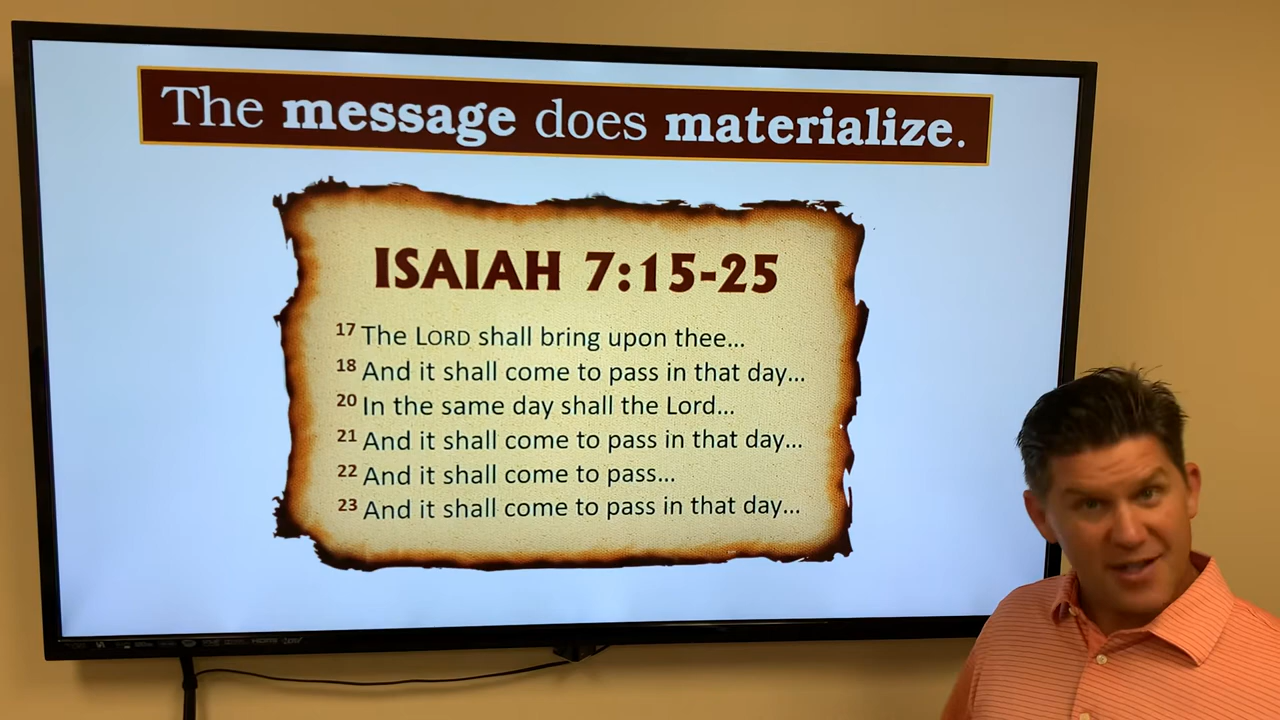 The message does materialize.
ISAIAH 7:15-25
17 The LORD shall bring upon thee...
18 And it shall come to pass in that day...
20 In the same day shall the Lord...
21 And it shall come to pass in that day...
22 And it shall come to pass...
23 And it shall come to pass in that day...